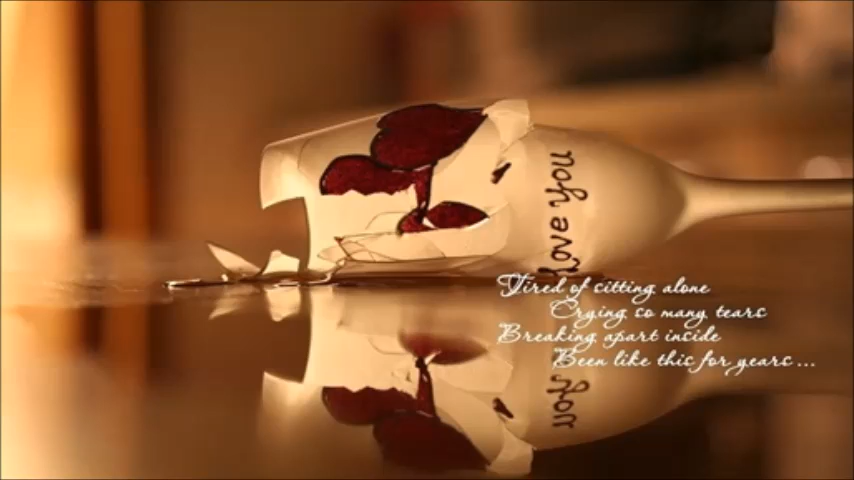 love you
Tired of sitting alone
Crying so many tears
Breaking apart inside
Been like this for years ...